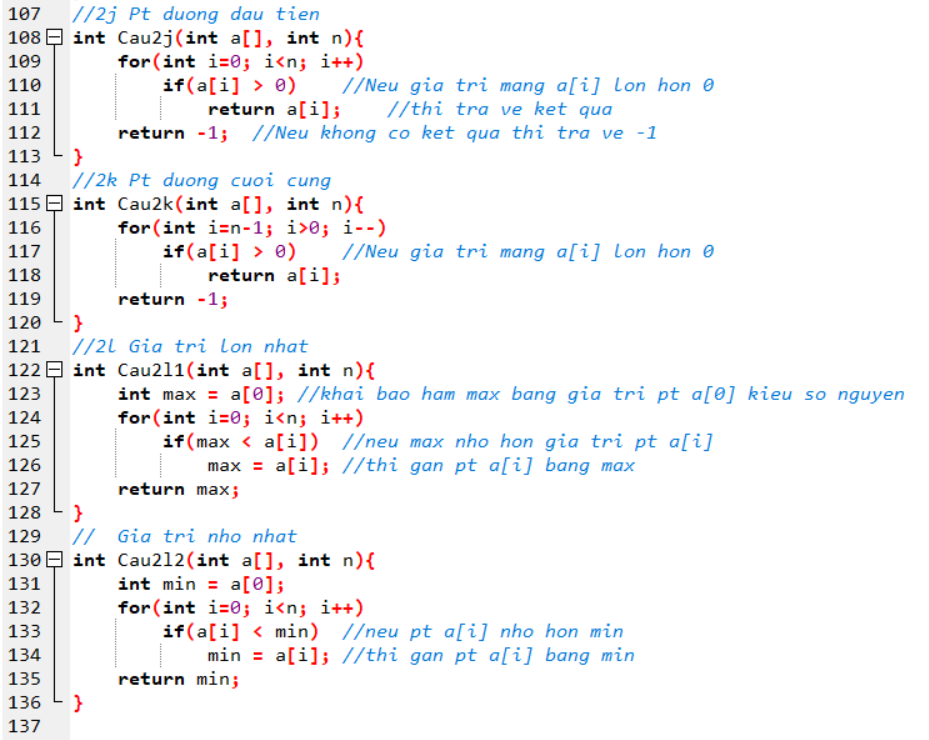 107 //2j Pt duong dau tien
108 int Cau2j(int a[], int n){
109 for(int i=0; i<n; i++)
110 if(a[i] > 0) //Neu gia tri mang a[i] lon hon 0
111 return a[i]; //thi tra ve ket qua
112 return -1; //Neu khong co ket qua thi tra ve -1
113 }
114 //2k Pt duong cuoi cung
115 int Cau2k(int a[], int n){
116 for(int i=n-1; i>0; i--)
117 if(a[i] > 0) //Neu gia tri mang a[i] lon hon 0
118 return a[i];
119 return -1;
120 }
121 //2l Gia tri lon nhat
122 int Cau2l1(int a[], int n){
123 int max = a[0]; //khai bao ham max bang gia tri pt a[0] kieu so nguyen
124 for(int i=0; i<n; i++)
125 if(max < a[i]) //neu max nho hon gia tri pt a[i]
126 max = a[i]; //thi gan pt a[i] bang max
127 return max;
128 }
129 // Gia tri nho nhat
130 int Cau2l2(int a[], int n){
131 int min = a[0];
132 for(int i=0; i<n; i++)
133 if(a[i] < min) //neu pt a[i] nho hon min
134 min = a[i]; //thi gan pt a[i] bang min
135 return min;
136 }
137